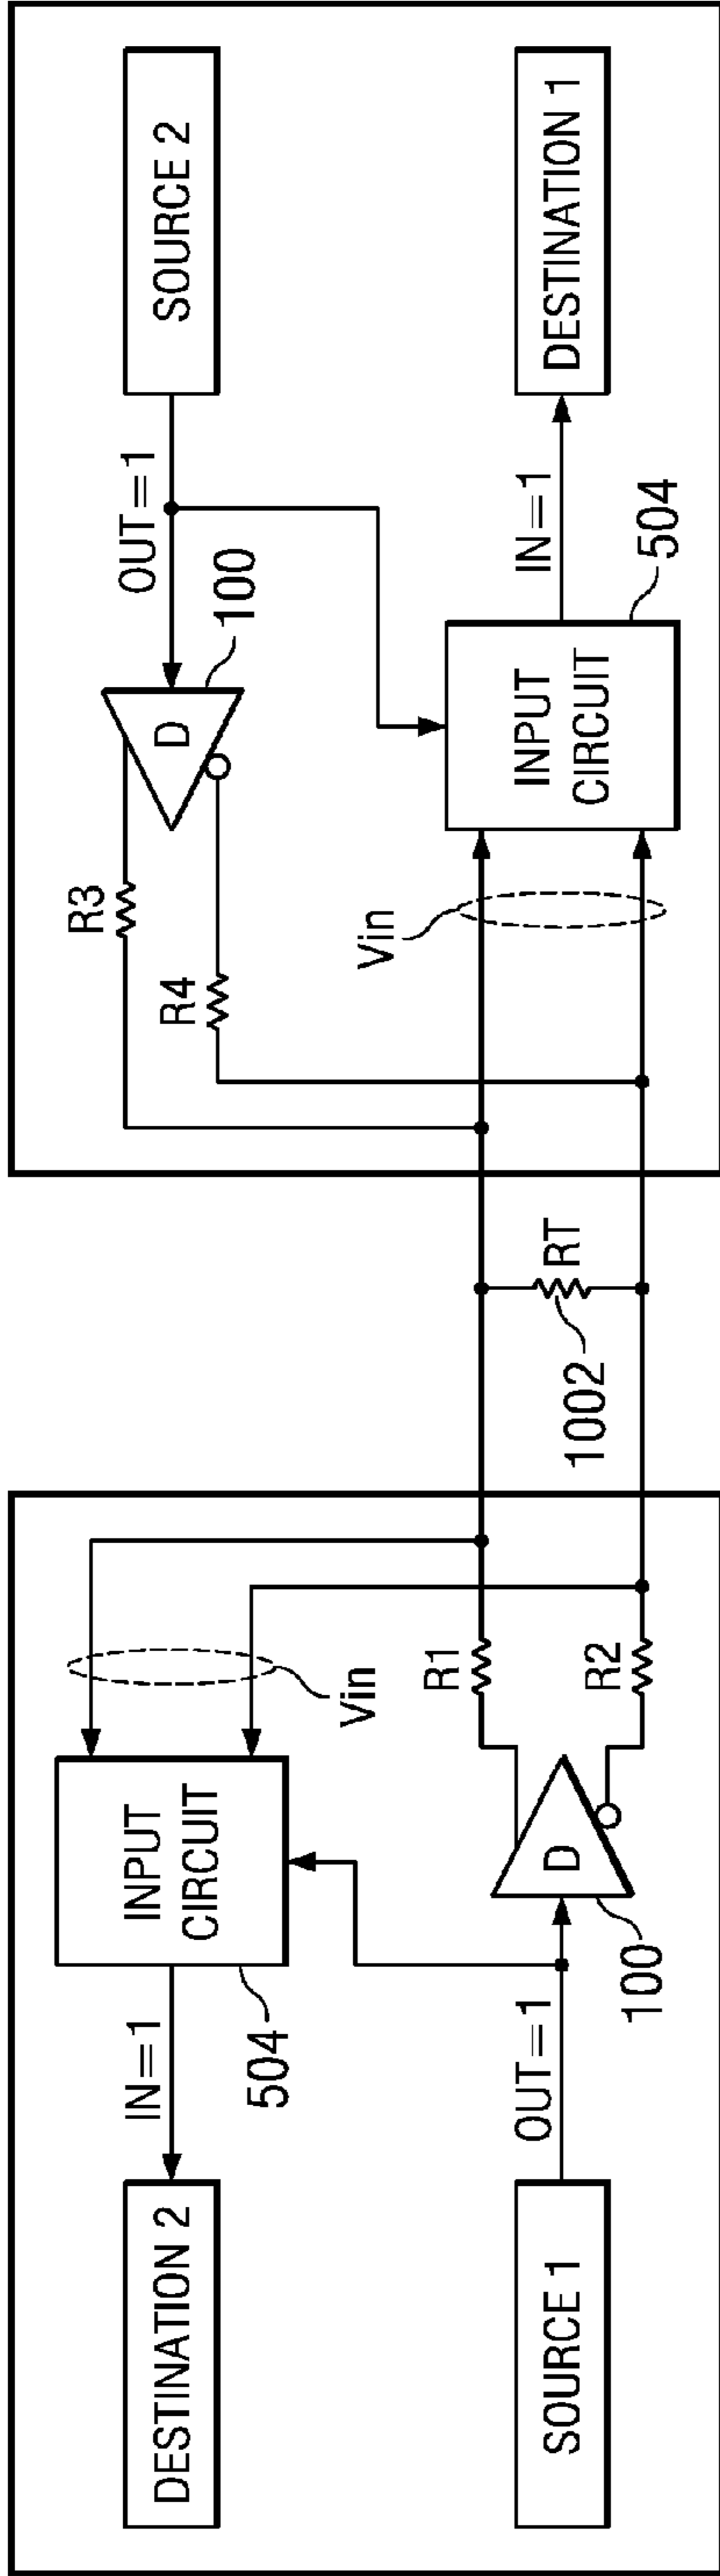 DESTINATION 2
IN=1
504
INPUT
CIRCUIT
Vin
SOURCE 1
OUT=1
D
100
R1
R2
1002
RT
R3
R4
D
100
OUT=1
SOURCE 2
Vin
INPUT
CIRCUIT
504
IN=1
DESTINATION 1